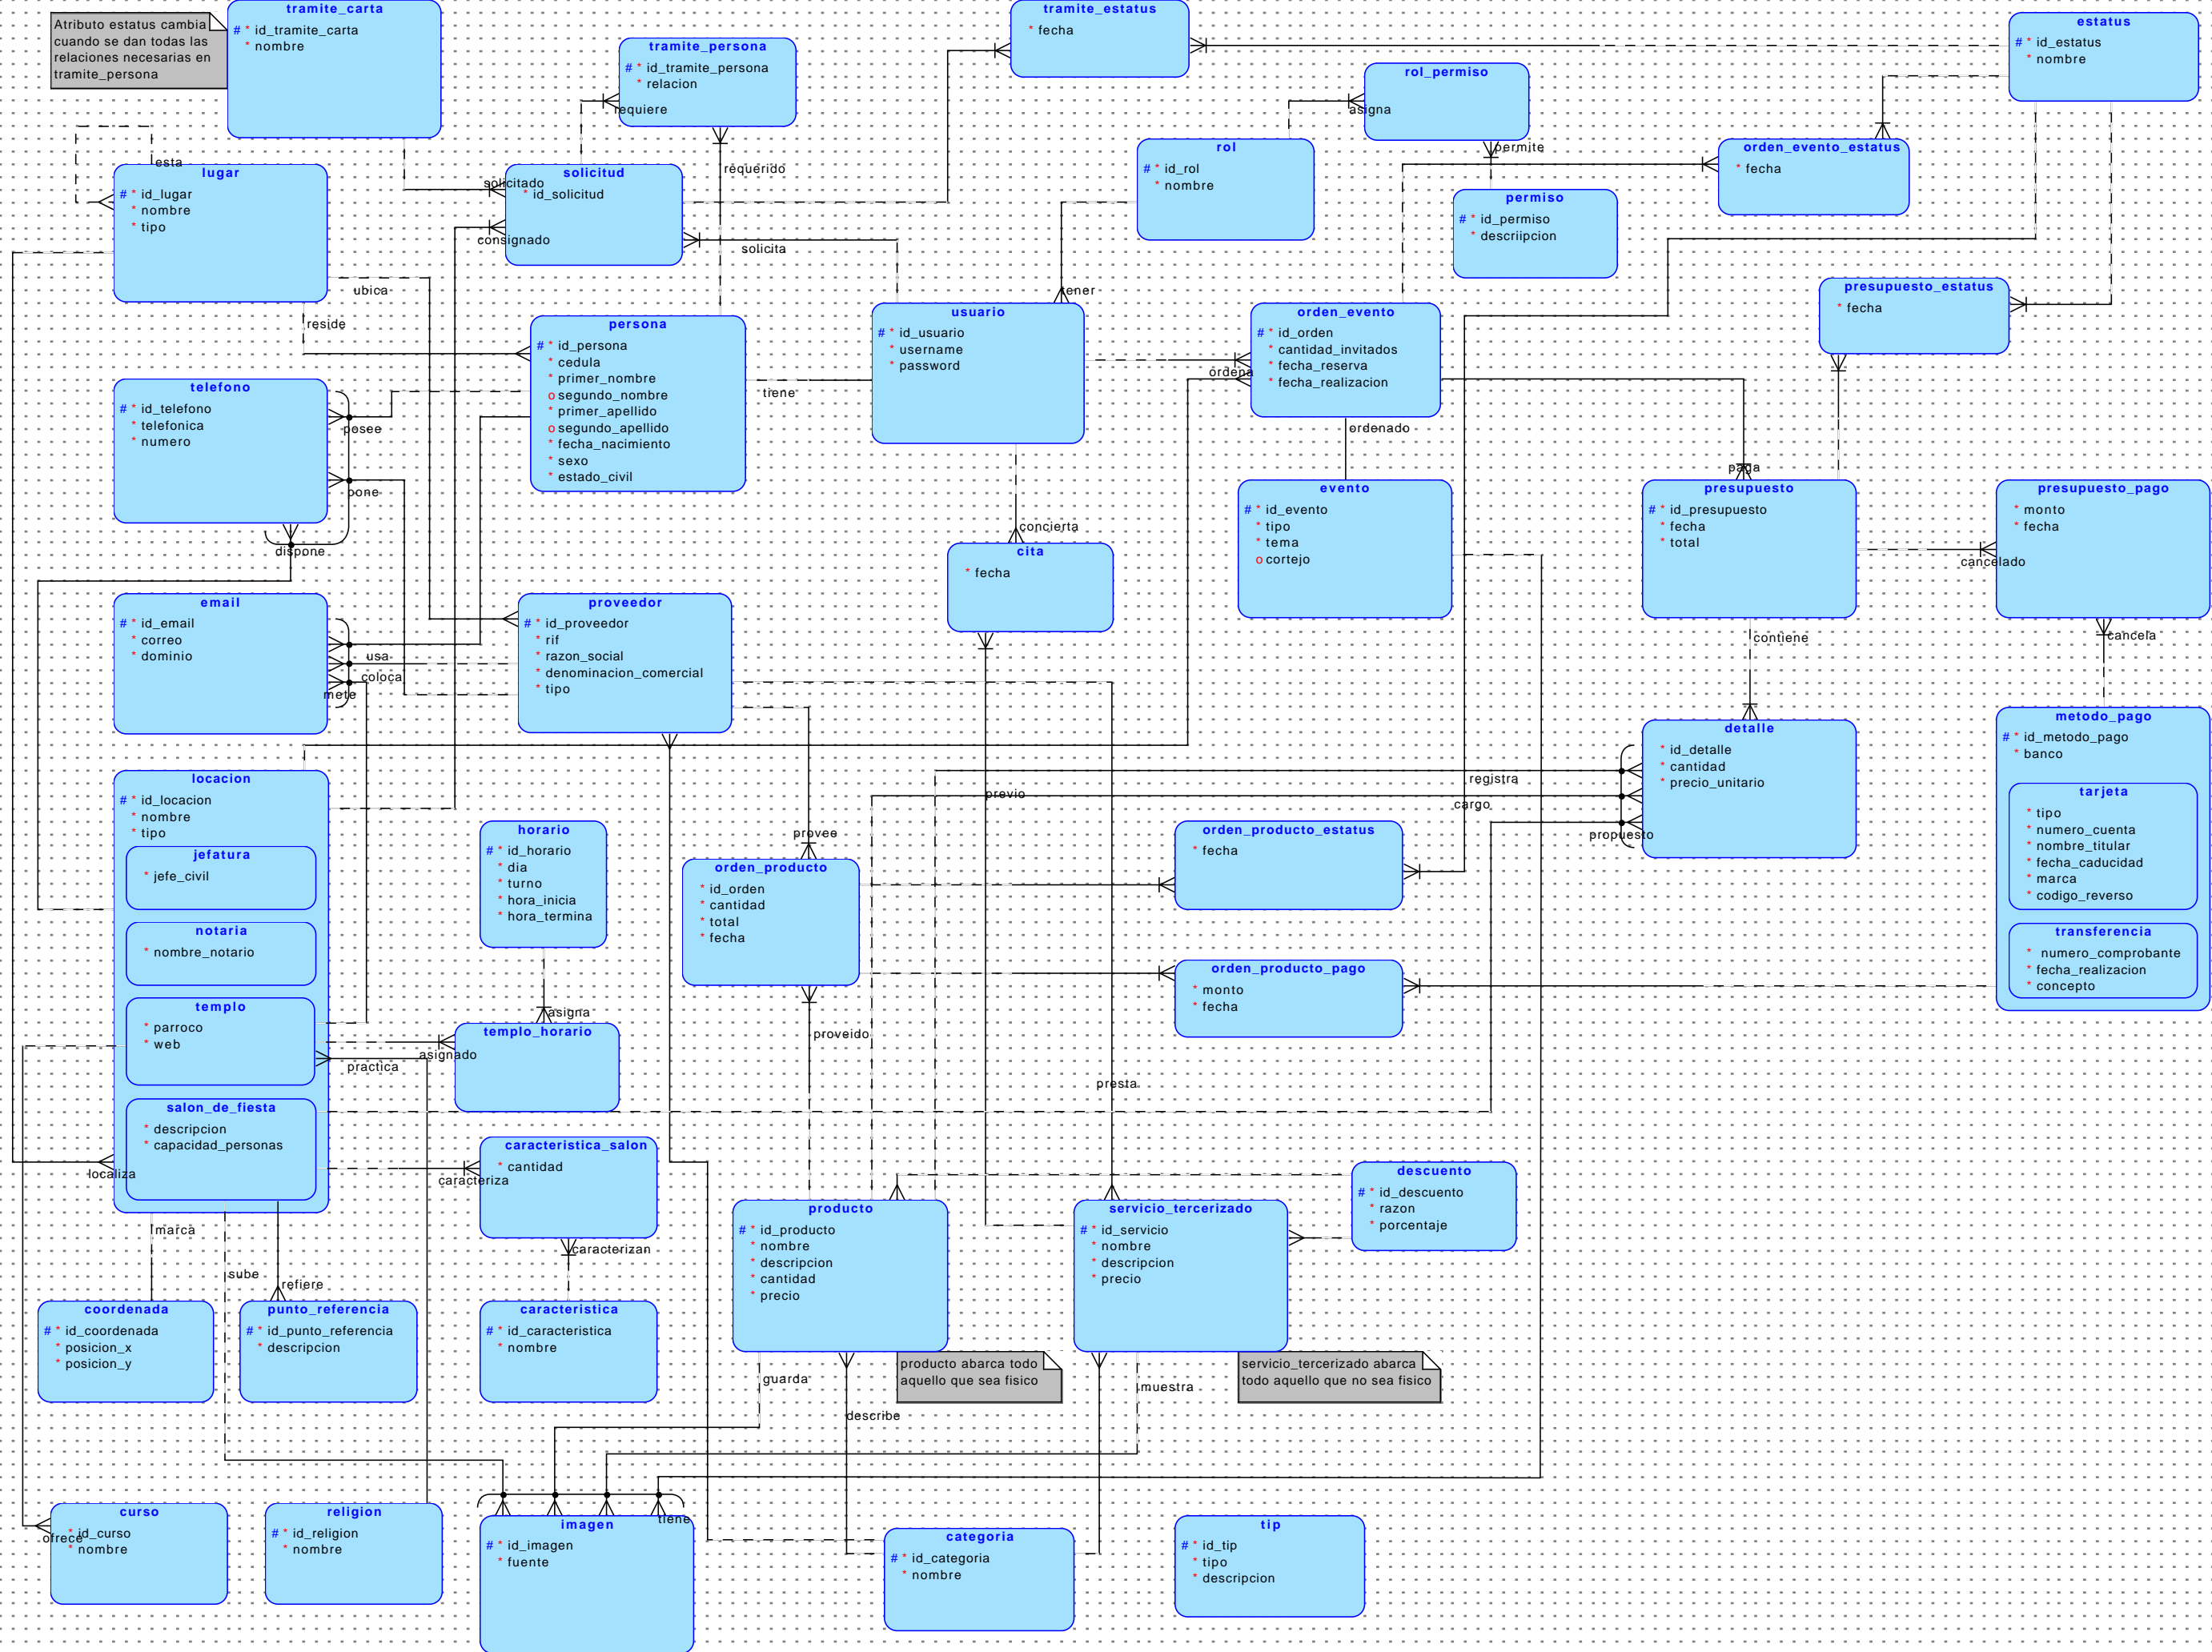 Atributo estatus cambia
cuando se dan todas las
relaciones necesarias en
tramite_persona
tramite_carta
# * id_tramite_carta
* nombre
tramite_persona
# * id_tramite_persona
* relacion
requiere
tramite_estatus
* fecha
rol_permiso
asigna
permite
estatus
# * id_estatus
* nombre
orden_evento_estatus
* fecha
esta
lugar
# * id_lugar
* nombre
* tipo
solicitado
solicitud
* id_solicitud
consignado
requerido
solicita
rol
# * id_rol
* nombre
permiso
# * id_permiso
* descriipcion
ubica
reside
tener
presupuesto_estatus
* fecha
persona
# * id_persona
* cedula
* primer_nombre
o segundo_nombre
* primer_apellido
o segundo_apellido
* fecha_nacimiento
* sexo
* estado_civil
tiene
usuario
# * id_usuario
* username
* password
ordena
orden_evento
# * id_orden
* cantidad_invitados
* fecha_reserva
* fecha_realizacion
ordenado
telefono
# * id_telefono
* telefonica
* numero
posee
pone
dispone
concierta
cita
* fecha
evento
# * id_evento
* tipo
* tema
o cortejo
paga
presupuesto
# * id_presupuesto
* fecha
* total
contiene
cancelado
presupuesto_pago
* monto
* fecha
cancela
email
# * id_email
* correo
* dominio
usa
coloca
mete
proveedor
# * id_proveedor
* rif
* razon_social
* denominacion_comercial
* tipo
detalle
* id_detalle
* cantidad
* precio_unitario
registra
cargo
propuesto
previo
metodo_pago
# * id_metodo_pago
* banco
tarjeta
* tipo
* numero_cuenta
* nombre_titular
* fecha_caducidad
* marca
* codigo_reverso
transferencia
* numero_comprobante
* fecha_realizacion
* concepto
locacion
# * id_locacion
* nombre
* tipo
jefatura
* jefe_civil
notaria
* nombre_notario
templo
* parroco
* web
salon_de_fiesta
* descripcion
* capacidad_personas
horario
# * id_horario
* dia
* turno
* hora_inicia
* hora_termina
asigna
templo_horario
asignado
practica
provee
orden_producto
* id_orden
* cantidad
* total
* fecha
proveido
orden_producto_estatus
* fecha
orden_producto_pago
* monto
* fecha
presta
localiza
caracteriza
caracteristica_salon
* cantidad
caracterizan
marca
sube
refiere
producto
# * id_producto
* nombre
* descripcion
* cantidad
* precio
servicio_tercerizado
# * id_servicio
* nombre
* descripcion
* precio
descuento
# * id_descuento
* razon
* porcentaje
coordenada
# * id_coordenada
* posicion_x
* posicion_y
punto_referencia
# * id_punto_referencia
* descripcion
caracteristica
# * id_caracteristica
* nombre
producto abarca todo
aquello que sea fisico
servicio_tercerizado abarca
todo aquello que no sea fisico
guarda
describe
muestra
curso
* id_curso
* nombre
ofrece
religion
# * id_religion
* nombre
tiene
imagen
# * id_imagen
* fuente
categoria
# * id_categoria
* nombre
tip
# * id_tip
* tipo
* descripcion